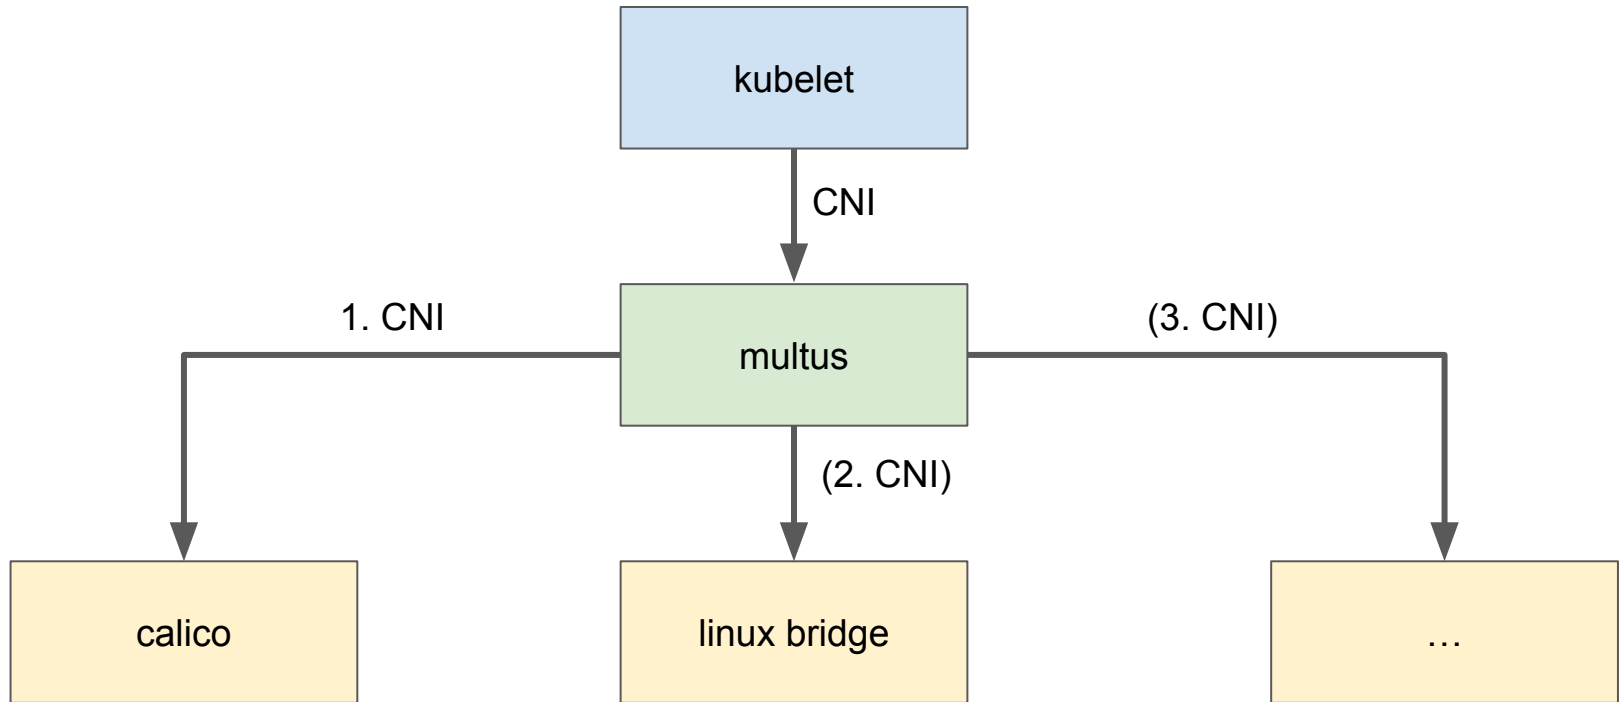 kubelet
CNI
1. CNI
(3. CNI)
multus
(2. CNI)
calico
linux bridge
…